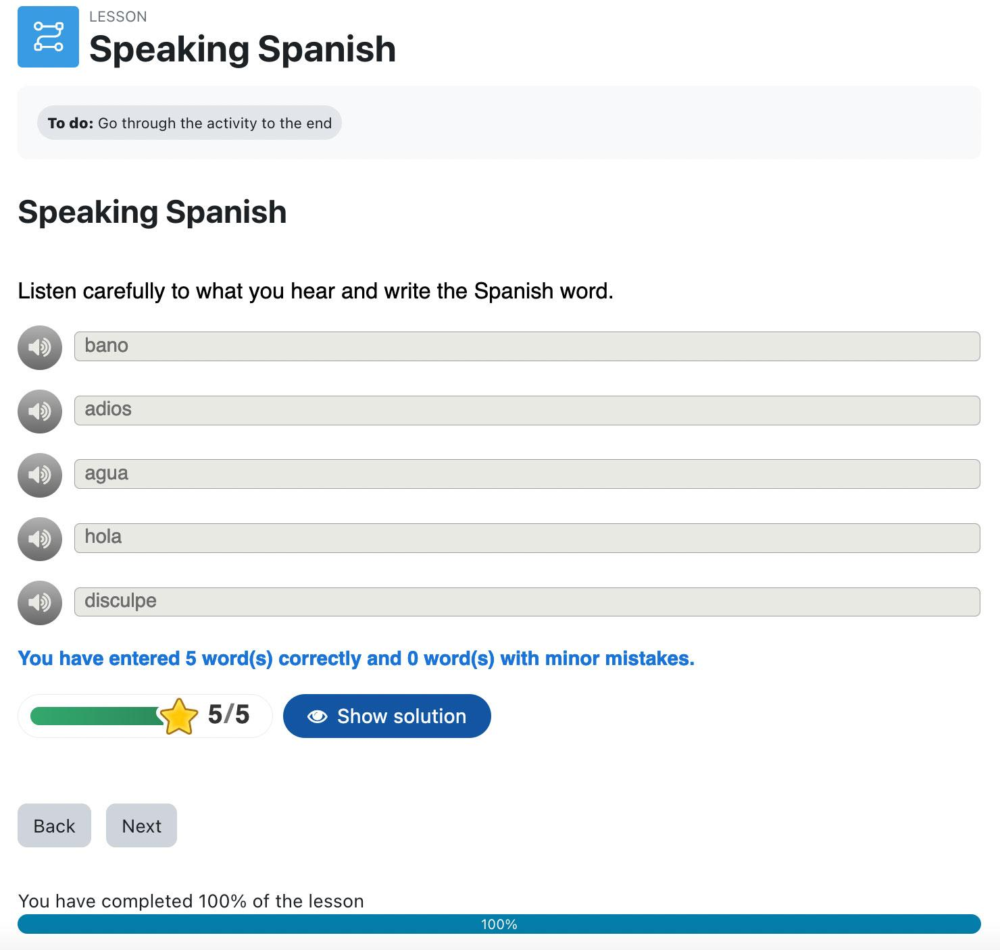 LESSON
Speaking Spanish
To do: Go through the activity to the end
Speaking Spanish
Listen carefully to what you hear and write the Spanish word.
bano
adios
agua
hola
disculpe
You have entered 5 word(s) correctly and 0 word(s) with minor mistakes.
5/5 Show solution
Back Next
You have completed 100% of the lesson
100%